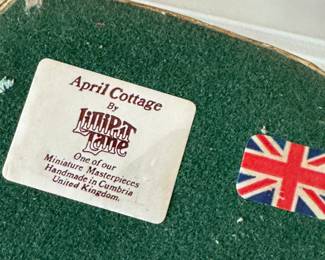 April Cottage
By
Lilliput
Lane
One of our
Miniature Masterpieces
Handmade in Cumbria
United Kingdom.